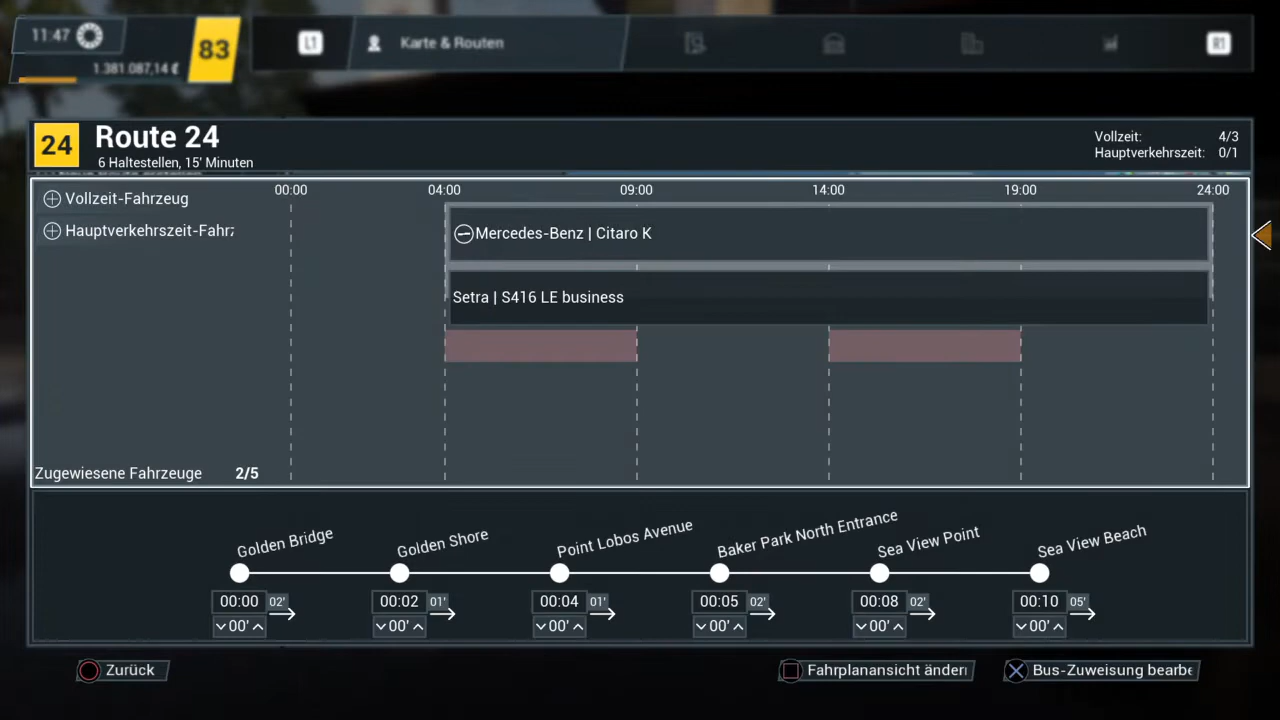 11:47
83
1.381.087,14 €
L1
Karte & Routen
R1
24
Route 24
6 Haltestellen, 15' Minuten
Vollzeit: 4/3
Hauptverkehrszeit: 0/1
Vollzeit-Fahrzeug
Hauptverkehrszeit-Fahr
00:00 04:00 09:00 14:00 19:00 24:00
Mercedes-Benz | Citaro K
Setra | S416 LE business
Zugewiesene Fahrzeuge 2/5
Golden Bridge
Golden Shore
Point Lobos Avenue
Baker Park North Entrance
Sea View Point
Sea View Beach
00:00 02' 00:02 01' 00:04 01' 00:05 02' 00:08 02' 00:10 05'
00' 00' 00' 00' 00' 00'
Zurück
Fahrplanansicht änder
Bus-Zuweisung bearbe